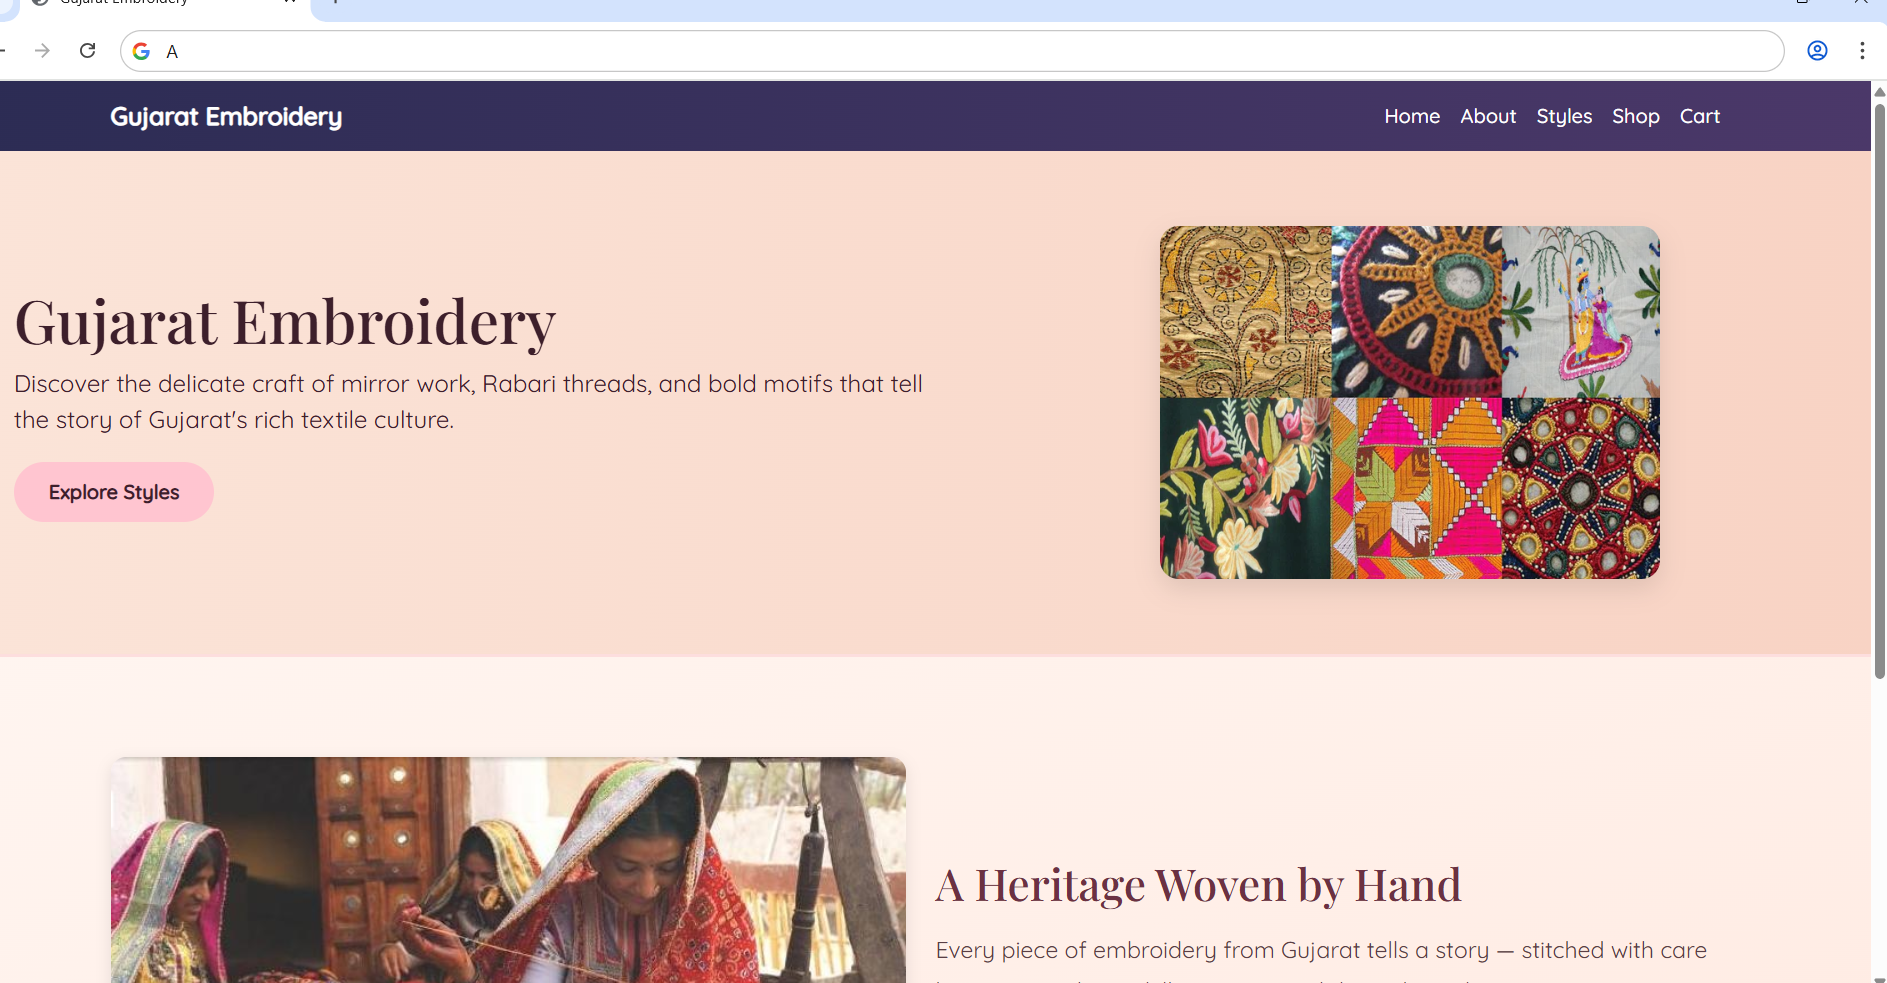 Gujarat Embroidery
A
Gujarat Embroidery
Home About Styles Shop Cart
Gujarat Embroidery
Discover the delicate craft of mirror work, Rabari threads, and bold motifs that tell
the story of Gujarat's rich textile culture.
Explore Styles
A Heritage Woven by Hand
Every piece of embroidery from Gujarat tells a story — stitched with care